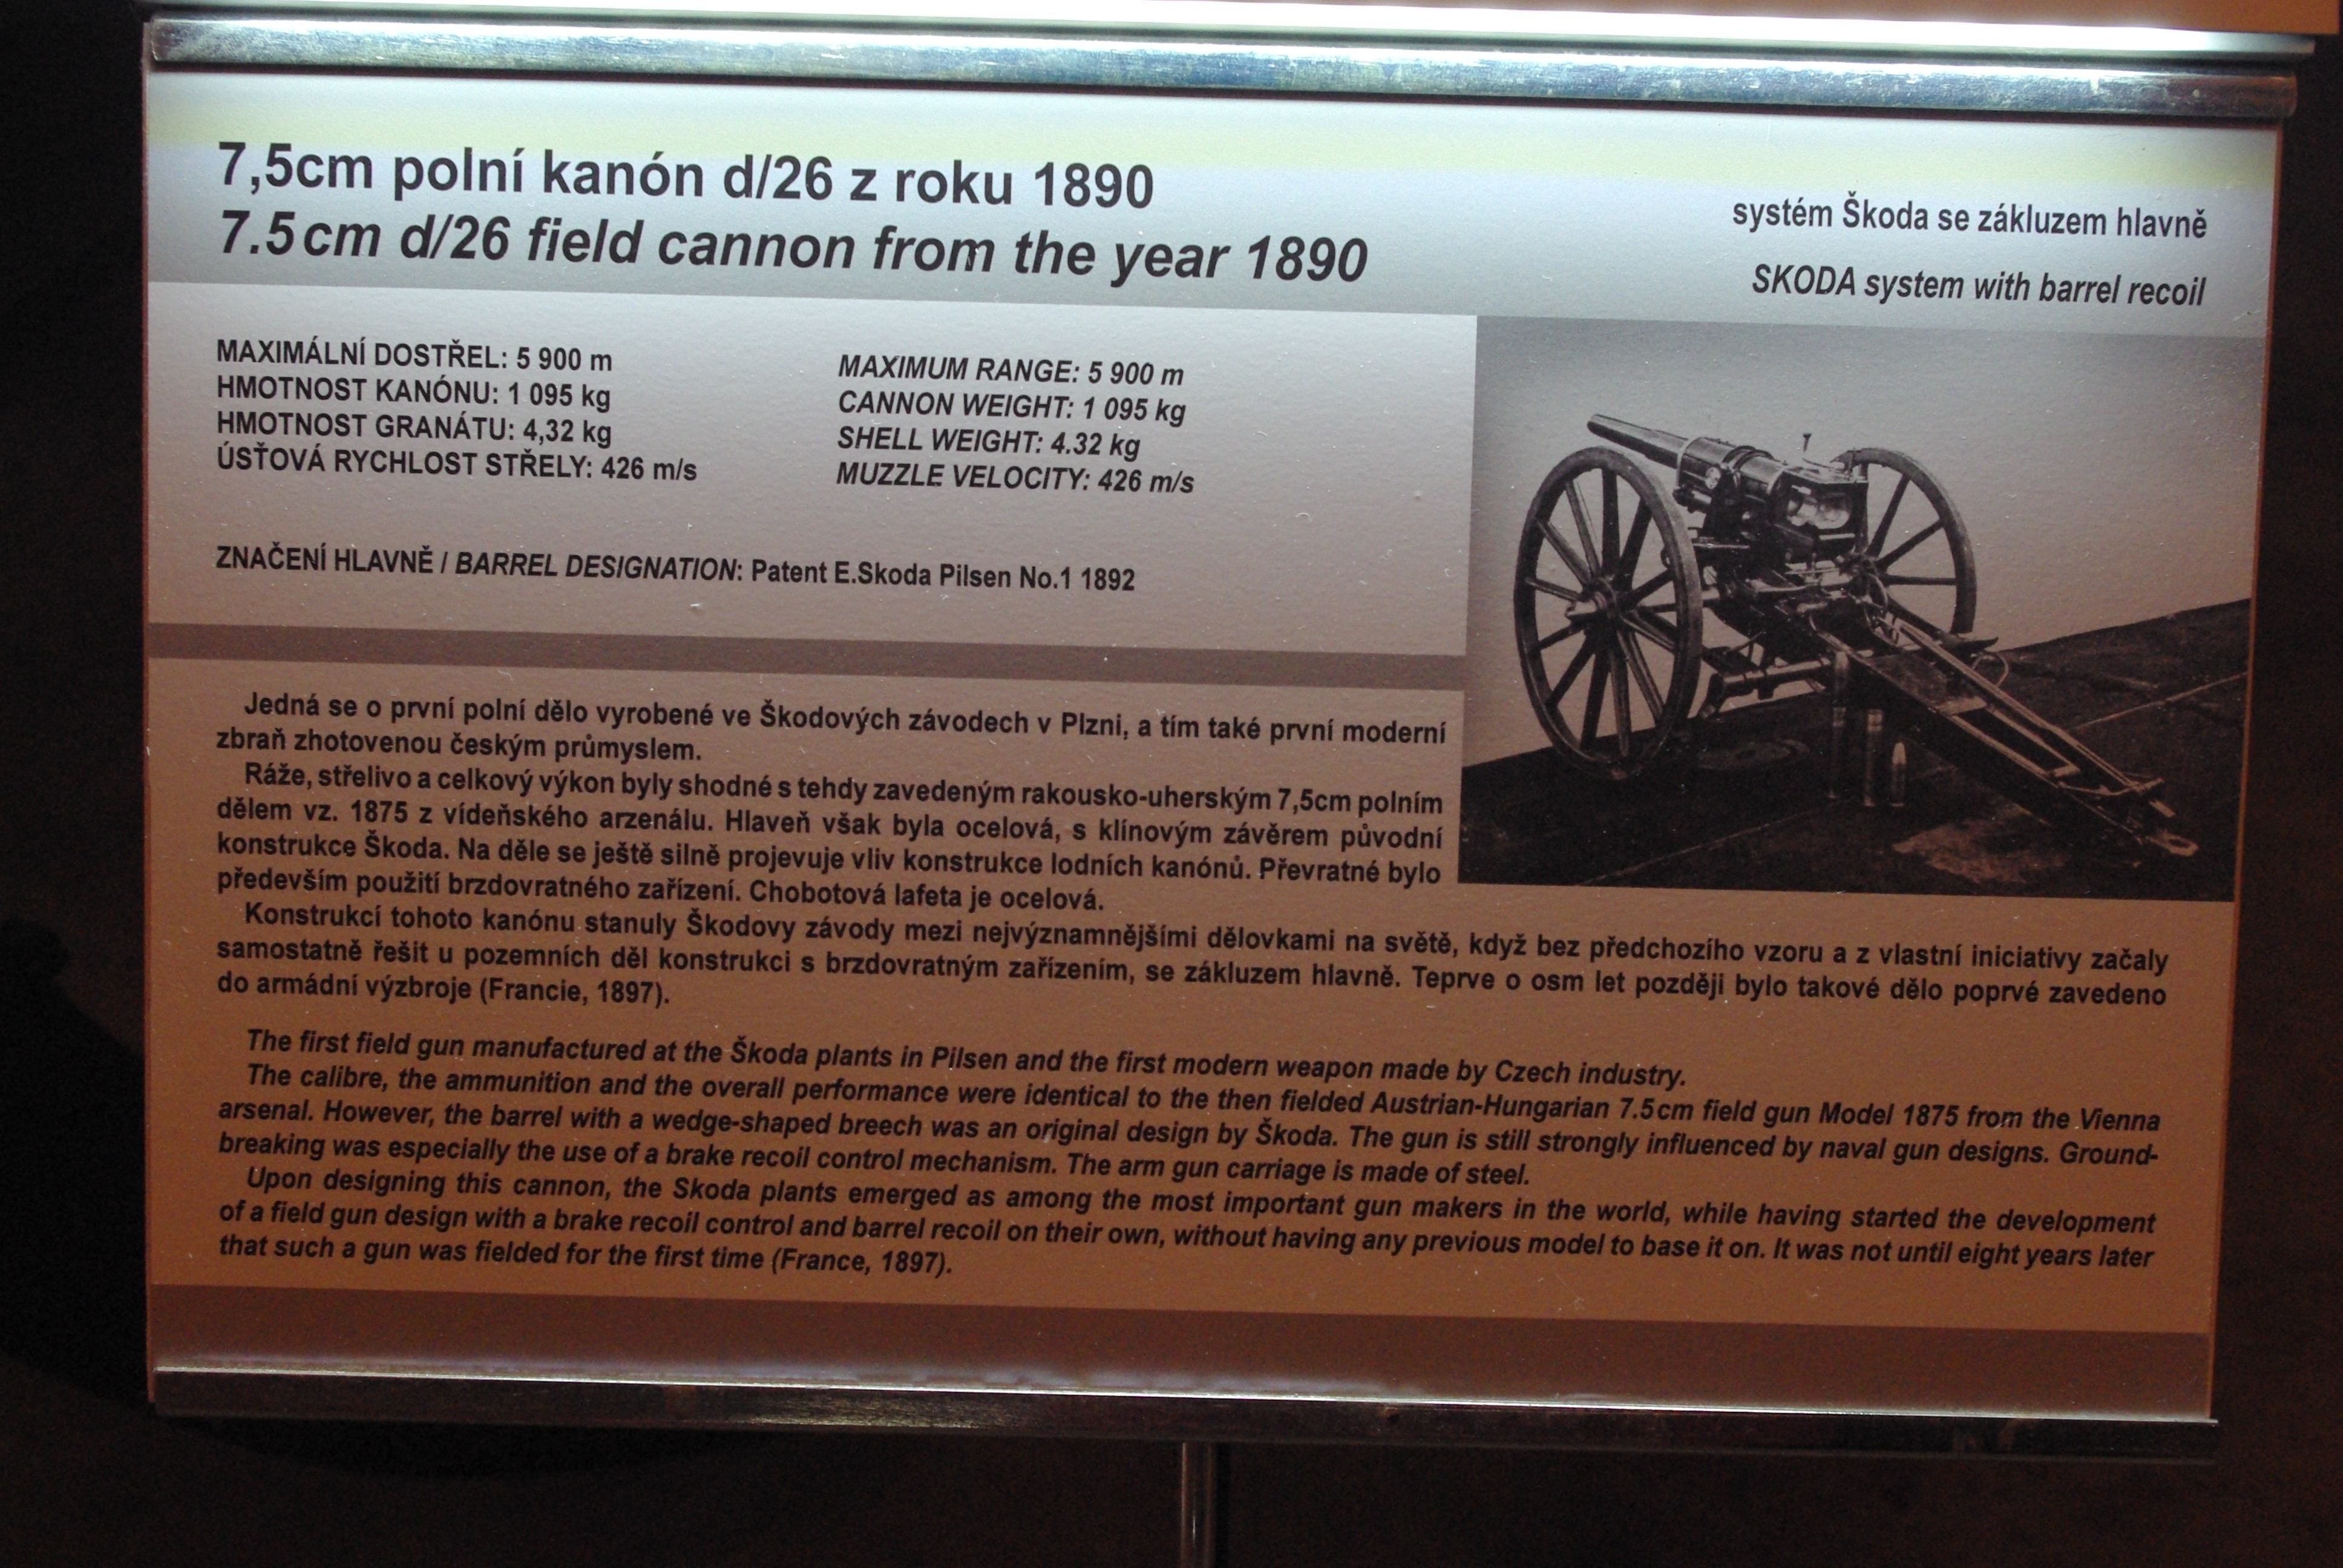 7,5cm polní kanón d/26 z roku 1890
7.5cm d/26 field cannon from the year 1890
systém Škoda se zákluzem hlavně
SKODA system with barrel recoil
MAXIMÁLNÍ DOSTŘEL: 5 900 m
HMOTNOST KANÓNU: 1 095 kg
HMOTNOST GRANÁTU: 4,32 kg
ÚSŤOVÁ RYCHLOST STŘELY: 426 m/s
MAXIMUM RANGE: 5 900 m
CANNON WEIGHT: 1 095 kg
SHELL WEIGHT: 4.32 kg
MUZZLE VELOCITY: 426 m/s
ZNAČENÍ HLAVNĚ / BARREL DESIGNATION: Patent E.Skoda Pilsen No.1 1892
Jedná se o první polní dělo vyrobené ve Škodových závodech v Plzni, a tím také první moderní
zbraň zhotovenou českým průmyslem.
Ráže, střelivo a celkový výkon byly shodné s tehdy zavedeným rakousko-uherským 7,5cm polním
dělem vz. 1875 z vídeňského arzenálu. Hlaveň však byla ocelová, s klínovým závěrem původní
konstrukce Škoda. Na děle se ještě silně projevuje vliv konstrukce lodních kanónů. Převratné bylo
především použití brzdovratného zařízení. Chobotová lafeta je ocelová.
Konstrukcí tohoto kanónu stanuly Škodovy závody mezi nejvýznamnějšími dělovkami na světě, když bez předchozího vzoru a z vlastní iniciativy začaly
samostatně řešit u pozemních děl konstrukci s brzdovratným zařízením, se zákluzem hlavně. Teprve o osm let později bylo takové dělo poprvé zavedeno
do armádní výzbroje (Francie, 1897).
The first field gun manufactured at the Škoda plants in Pilsen and the first modern weapon made by Czech industry.
The calibre, the ammunition and the overall performance were identical to the then fielded Austrian-Hungarian 7.5cm field gun Model 1875 from the Vienna
arsenal. However, the barrel with a wedge-shaped breech was an original design by Škoda. The gun is still strongly influenced by naval gun designs. Ground-
breaking was especially the use of a brake recoil control mechanism. The arm gun carriage is made of steel.
Upon designing this cannon, the Skoda plants emerged as among the most important gun makers in the world, while having started the development
of a field gun design with a brake recoil control and barrel recoil on their own, without having any previous model to base it on. It was not until eight years later
that such a gun was fielded for the first time (France, 1897).